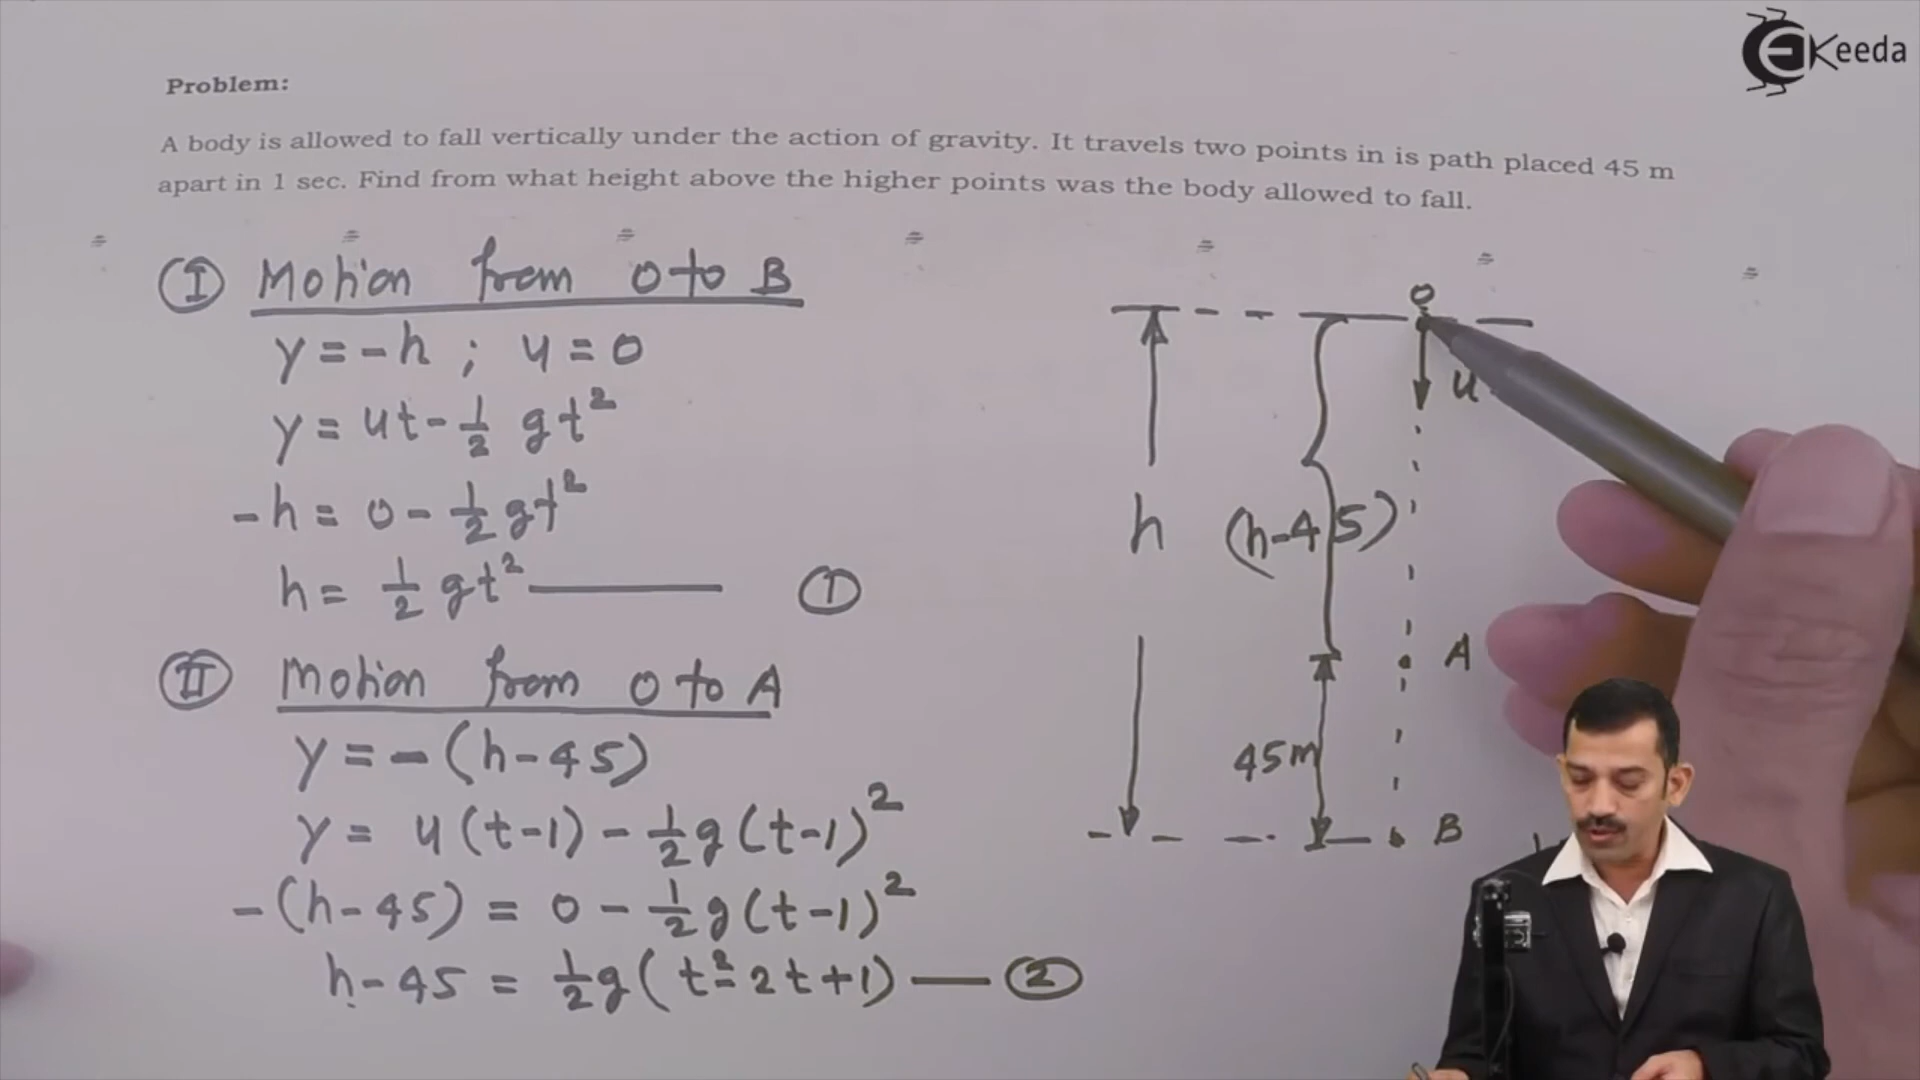 Keeda
Problem:
A body is allowed to fall vertically under the action of gravity. It travels two points in is path placed 45 m
apart in 1 sec. Find from what height above the higher points was the body allowed to fall.
I Motion from O to B
y = -h ; u = 0
y = ut - 1/2 gt²
-h = 0 - 1/2 gt²
h = 1/2 gt² ——— 1
II Motion from O to A
y = -(h-45)
y = u(t-1) - 1/2 g(t-1)²
-(h-45) = 0 - 1/2 g(t-1)²
h-45 = 1/2 g(t²-2t+1) — 2
O
u
h
(h-45)
A
45m
B